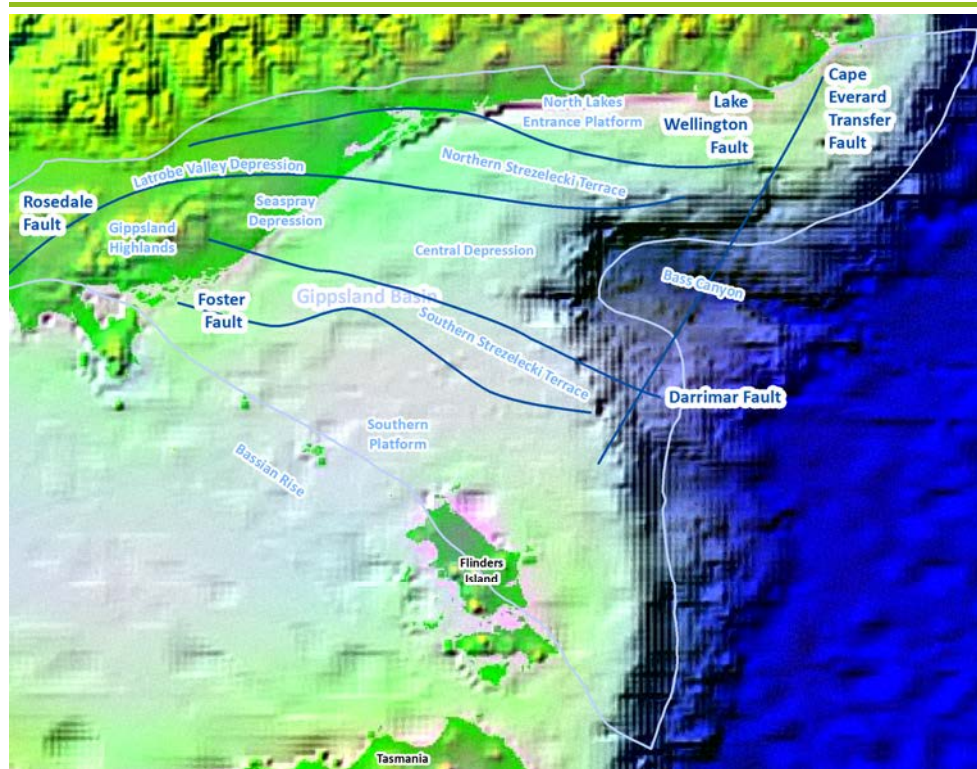 Cape
Everard
Transfer
Fault
North Lakes
Entrance Platform
Lake
Wellington
Fault
Northern Strezelecki Terrace
Latrobe Valley Depression
Rosedale
Fault
Seaspray
Depression
Gippsland
Highlands
Central Depression
Bass Canyon
Foster
Fault
Gippsland Basin
Southern Strezelecki Terrace
Darrimar Fault
Southern
Platform
Bassian Rise
Flinders
Island
Tasmania